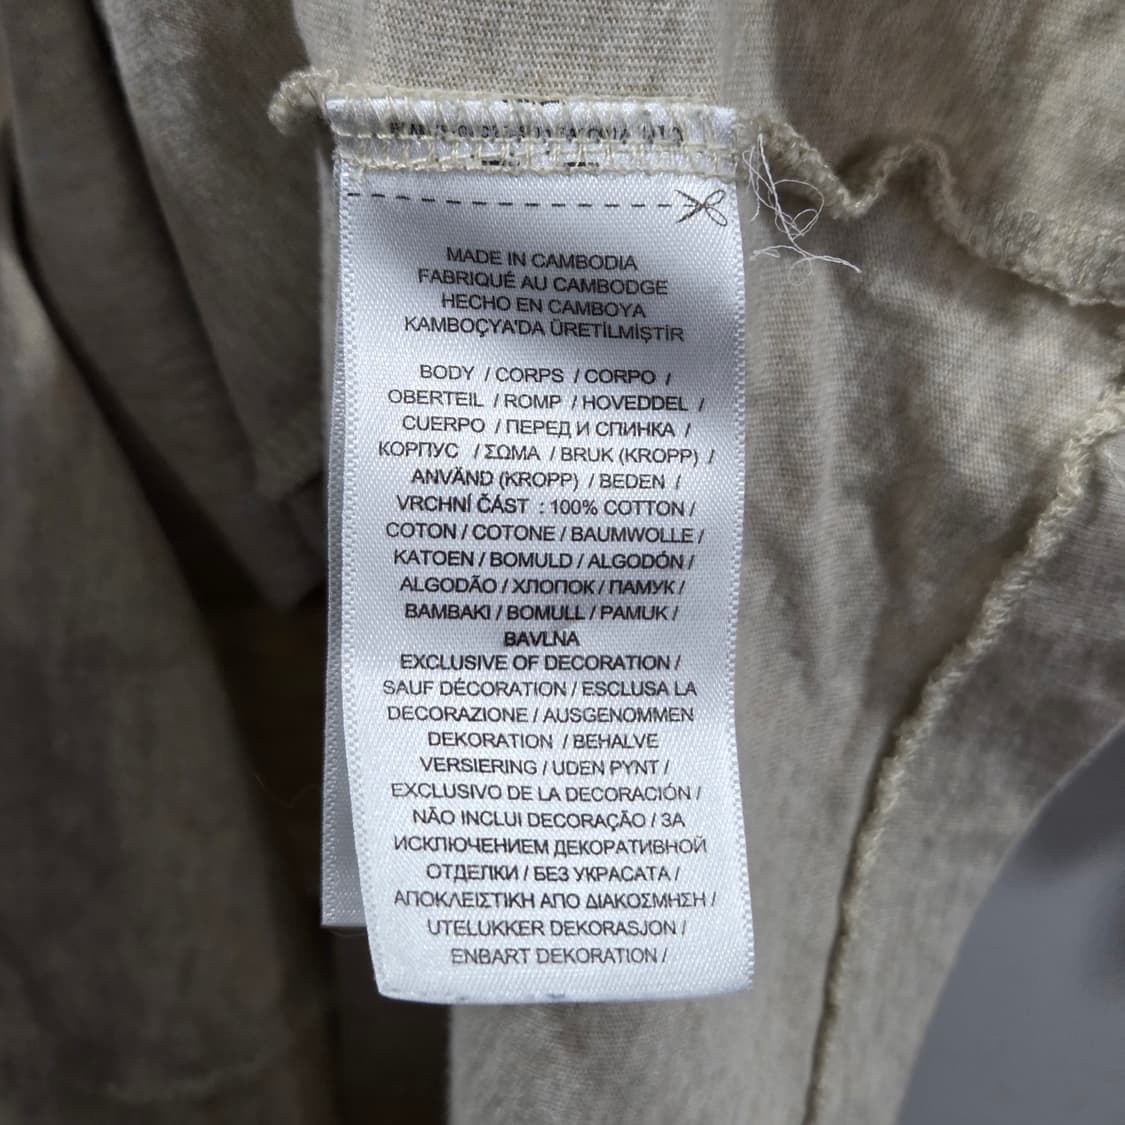 MADE IN CAMBODIA
FABRIQUÉ AU CAMBODGE
HECHO EN CAMBOYA
KAMBOÇYA'DA ÜRETİLMİŞTİR
BODY / CORPS / CORPO /
OBERTEIL / ROMP / HOVEDDEL /
CUERPO / ПЕРЕД И СПИНКА /
КОРПУС / ΣΩΜΑ / BRUK (KROPP) /
ANVÄND (KROPP) / BEDEN /
VRCHNÍ ČÁST : 100% COTTON /
COTON / COTONE / BAUMWOLLE /
KATOEN / BOMULD / ALGODÓN /
ALGODÃO / ХЛОПОК / ПАМУК /
ΒΑΜΒΑΚΙ / BOMULL / PAMUK /
BAVLNA
EXCLUSIVE OF DECORATION /
SAUF DÉCORATION / ESCLUSA LA
DECORAZIONE / AUSGENOMMEN
DEKORATION / BEHALVE
VERSIERING / UDEN PYNT /
EXCLUSIVO DE LA DECORACIÓN /
NÃO INCLUI DECORAÇÃO / ЗА
ИСКЛЮЧЕНИЕМ ДЕКОРАТИВНОЙ
ОТДЕЛКИ / БЕЗ УКРАСАТА /
ΑΠΟΚΛΕΙΣΤΙΚΗ ΑΠΟ ΔΙΑΚΟΣΜΗΣΗ /
UTELUKKER DEKORASJON /
ENBART DEKORATION /